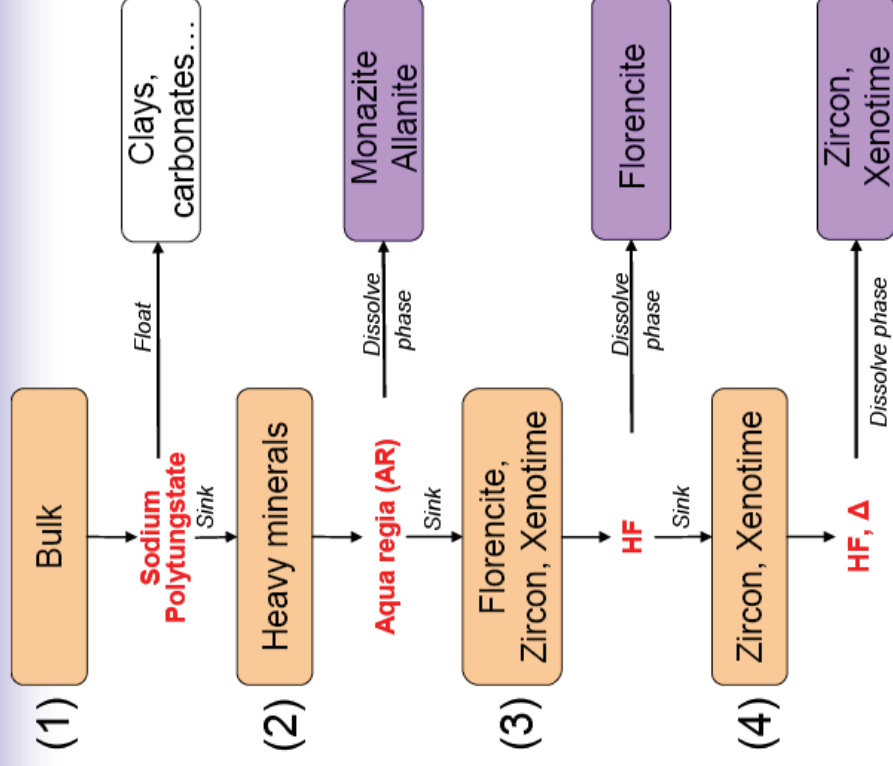 (1)
Bulk
Sodium
Polytungstate
Float
Clays,
carbonates...
Sink
(2)
Heavy minerals
Aqua regia (AR)
Dissolve
phase
Monazite
Allanite
Sink
(3)
Florencite,
Zircon, Xenotime
HF
Dissolve
phase
Florencite
Sink
(4)
Zircon, Xenotime
HF, Δ
Dissolve phase
Zircon,
Xenotime